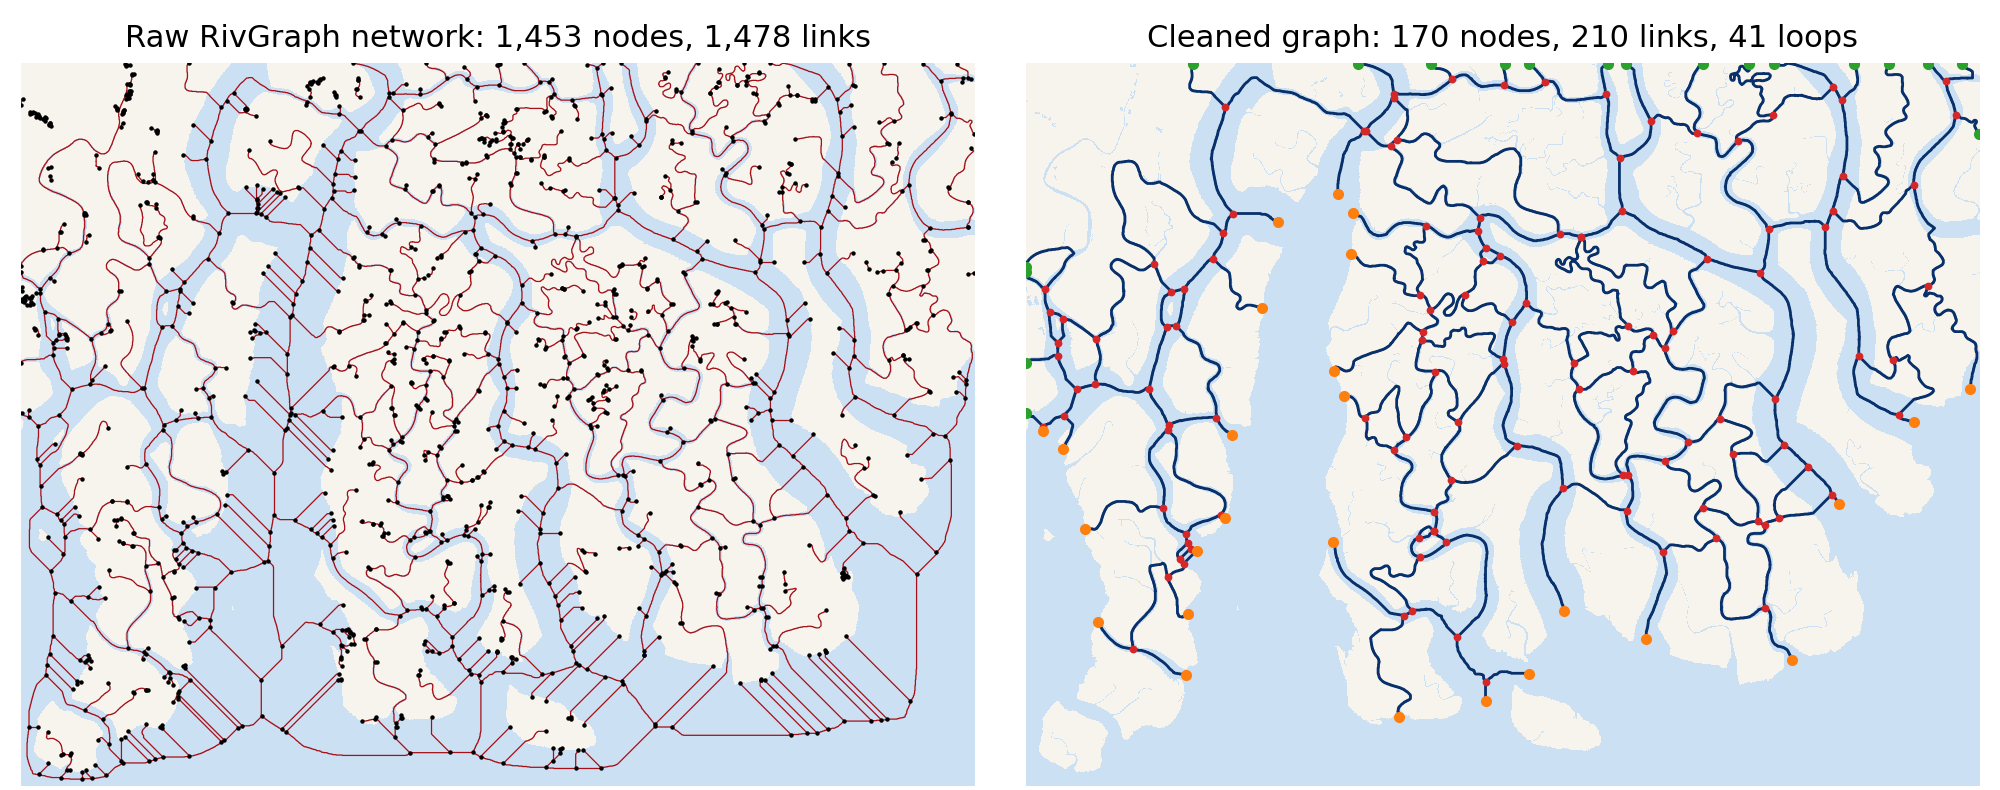 Raw RivGraph network: 1,453 nodes, 1,478 links
Cleaned graph: 170 nodes, 210 links, 41 loops